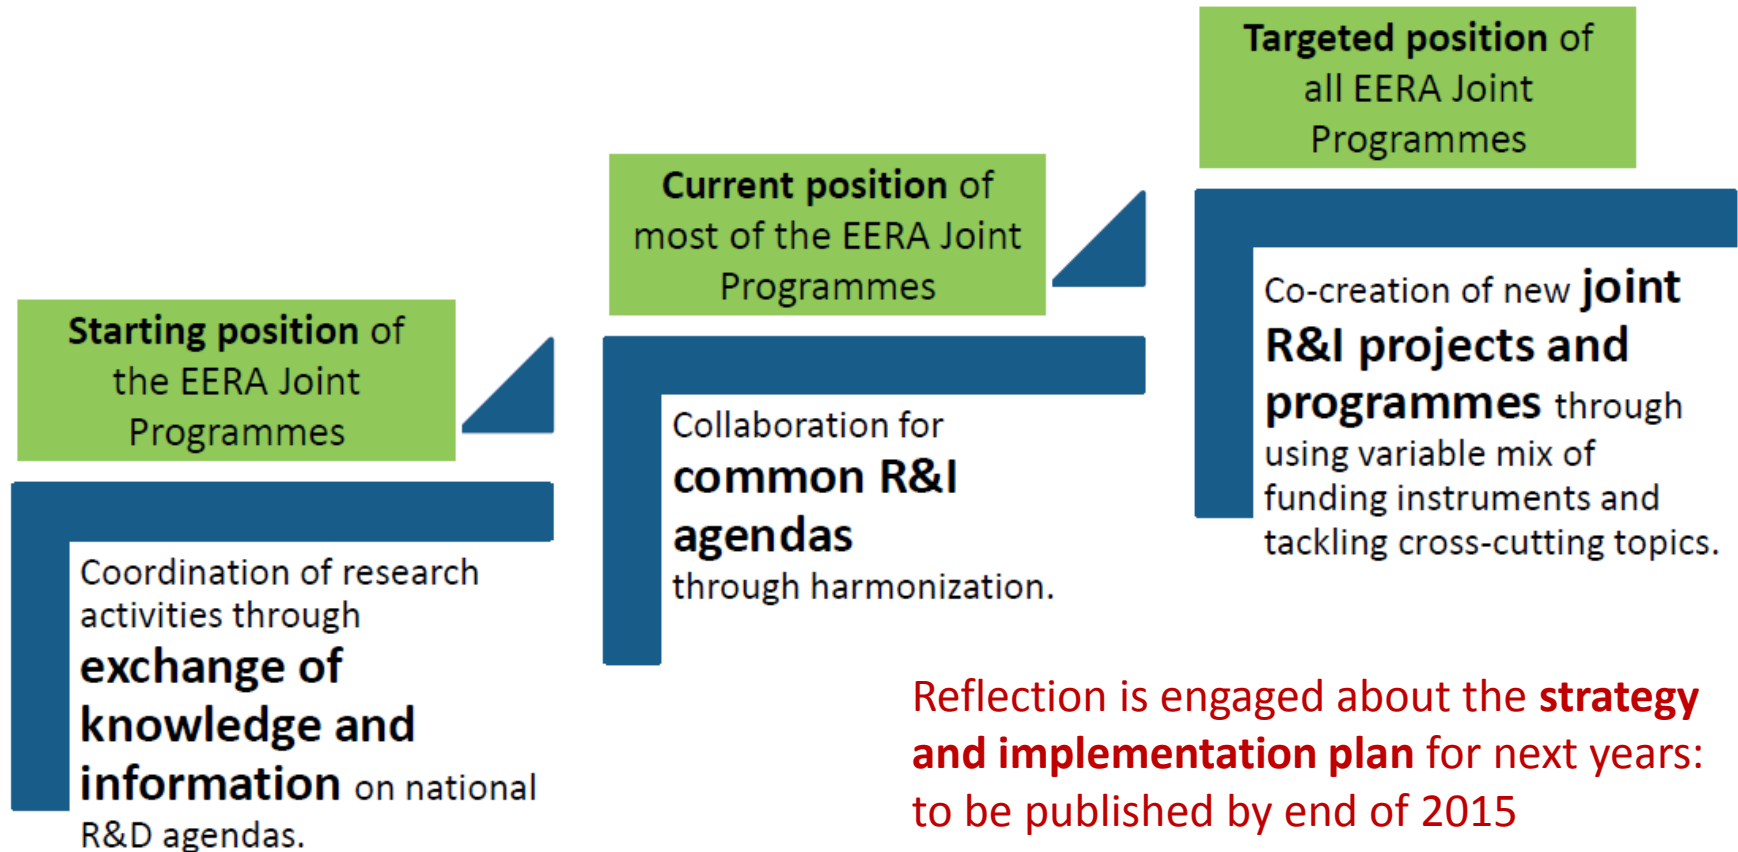 Starting position of
the EERA Joint
Programmes
Coordination of research
activities through
exchange of
knowledge and
information on national
R&D agendas.
Current position of
most of the EERA Joint
Programmes
Collaboration for
common R&I
agendas
through harmonization.
Targeted position of
all EERA Joint
Programmes
Co-creation of new joint
R&I projects and
programmes through
using variable mix of
funding instruments and
tackling cross-cutting topics.
Reflection is engaged about the strategy
and implementation plan for next years:
to be published by end of 2015